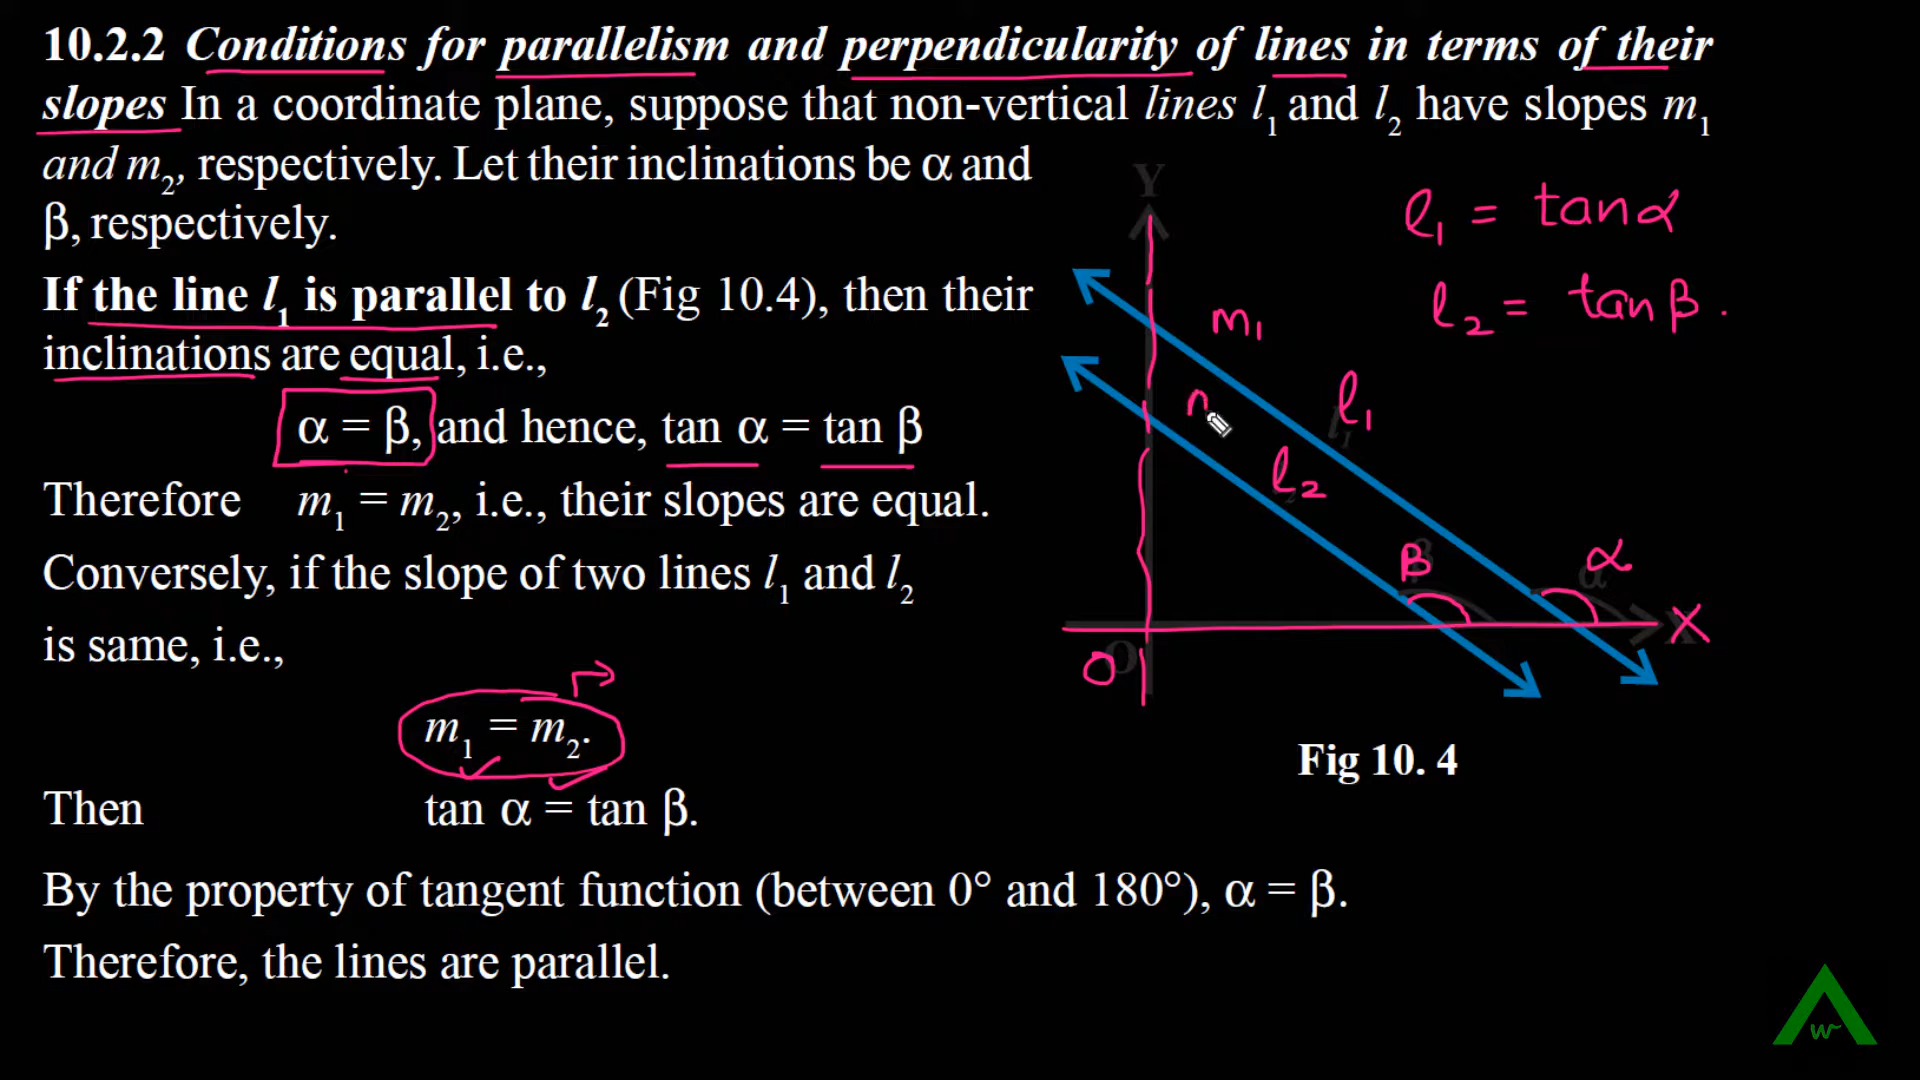 10.2.2 Conditions for parallelism and perpendicularity of lines in terms of their
slopes In a coordinate plane, suppose that non-vertical lines l₁ and l₂ have slopes m₁
and m₂, respectively. Let their inclinations be α and
β, respectively.
If the line l₁ is parallel to l₂ (Fig 10.4), then their
inclinations are equal, i.e.,
α = β, and hence, tan α = tan β
Therefore m₁ = m₂, i.e., their slopes are equal.
Conversely, if the slope of two lines l₁ and l₂
is same, i.e.,
m₁ = m₂.
Then tan α = tan β.
By the property of tangent function (between 0° and 180°), α = β.
Therefore, the lines are parallel.
l₁ = tan α
l₂ = tan β.
Y
m₁
l₁
l₂
β
α
X
O
Fig 10. 4
w